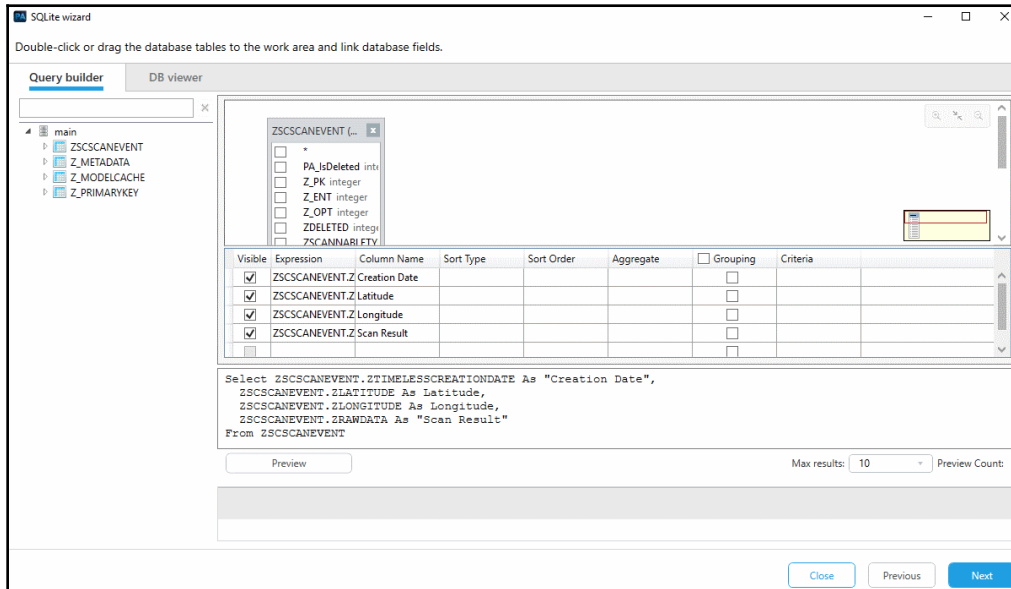 PA SQLite wizard
Double-click or drag the database tables to the work area and link database fields.
Query builder DB viewer
main
ZSCSCANEVENT
Z_METADATA
Z_MODELCACHE
Z_PRIMARYKEY
ZSCSCANEVENT (...
*
PA_IsDeleted inte
Z_PK integer
Z_ENT integer
Z_OPT integer
ZDELETED intege
ZSCANNABLETY
Visible Expression Column Name Sort Type Sort Order Aggregate Grouping Criteria
ZSCSCANEVENT.Z Creation Date
ZSCSCANEVENT.Z Latitude
ZSCSCANEVENT.Z Longitude
ZSCSCANEVENT.Z Scan Result
Select ZSCSCANEVENT.ZTIMELESSCREATIONDATE As "Creation Date",
ZSCSCANEVENT.ZLATITUDE As Latitude,
ZSCSCANEVENT.ZLONGITUDE As Longitude,
ZSCSCANEVENT.ZRAWDATA As "Scan Result"
From ZSCSCANEVENT
Preview Max results: 10 Preview Count:
Close Previous Next